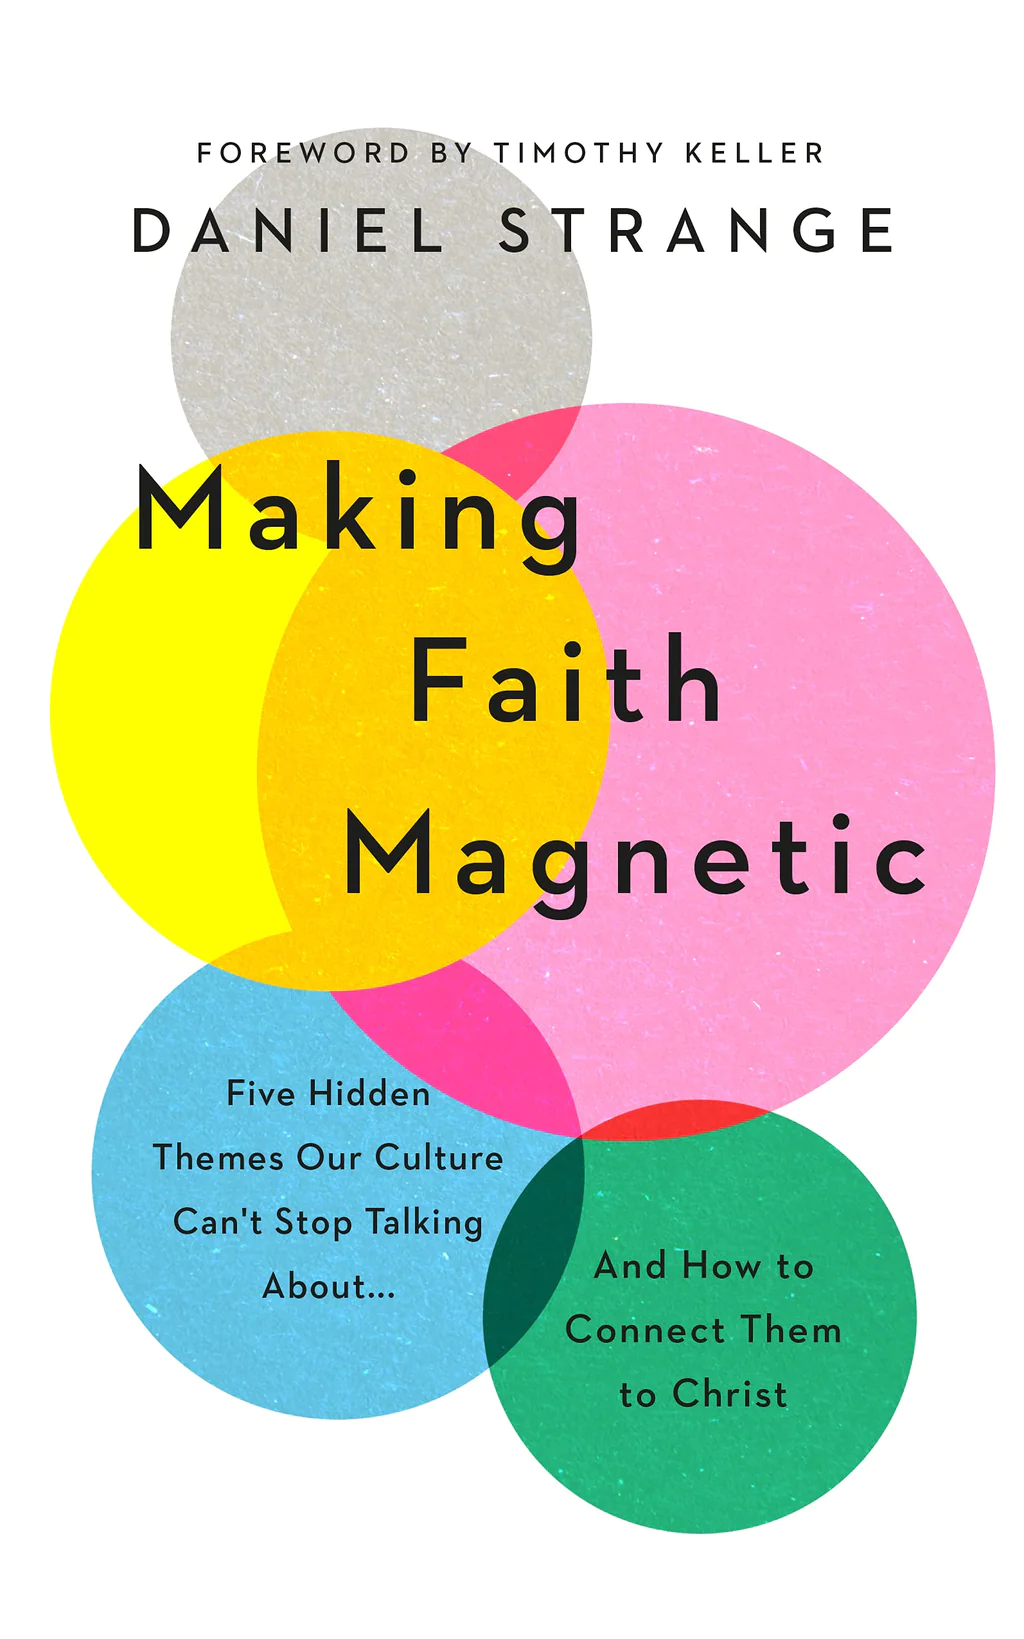 FOREWORD BY TIMOTHY KELLER
DANIEL STRANGE
Making
Faith
Magnetic
Five Hidden
Themes Our Culture
Can't Stop Talking
About...
And How to
Connect Them
to Christ